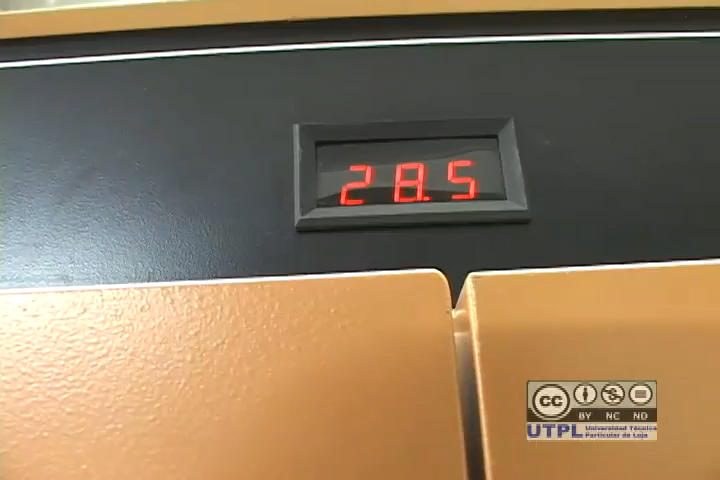 28.5
cc
BY NC ND
UTPL Universidad Técnica
Particular de Loja